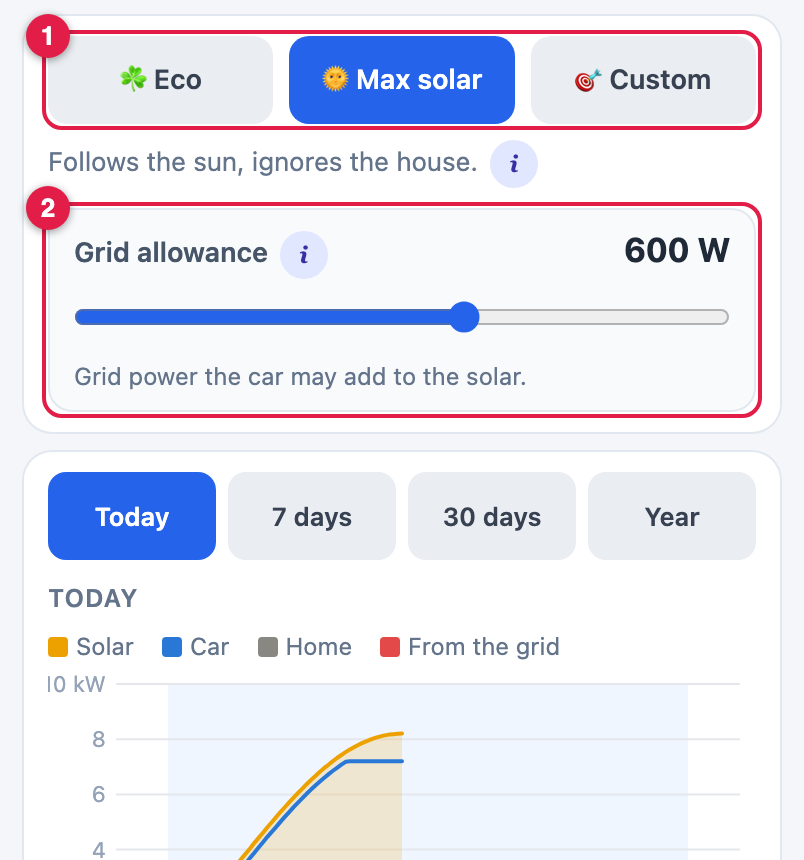 1
☘️ Eco
🌞 Max solar
🎯 Custom
Follows the sun, ignores the house. i
2
Grid allowance i 600 W
Grid power the car may add to the solar.
Today 7 days 30 days Year
TODAY
Solar Car Home From the grid
10 kW
8
6
4